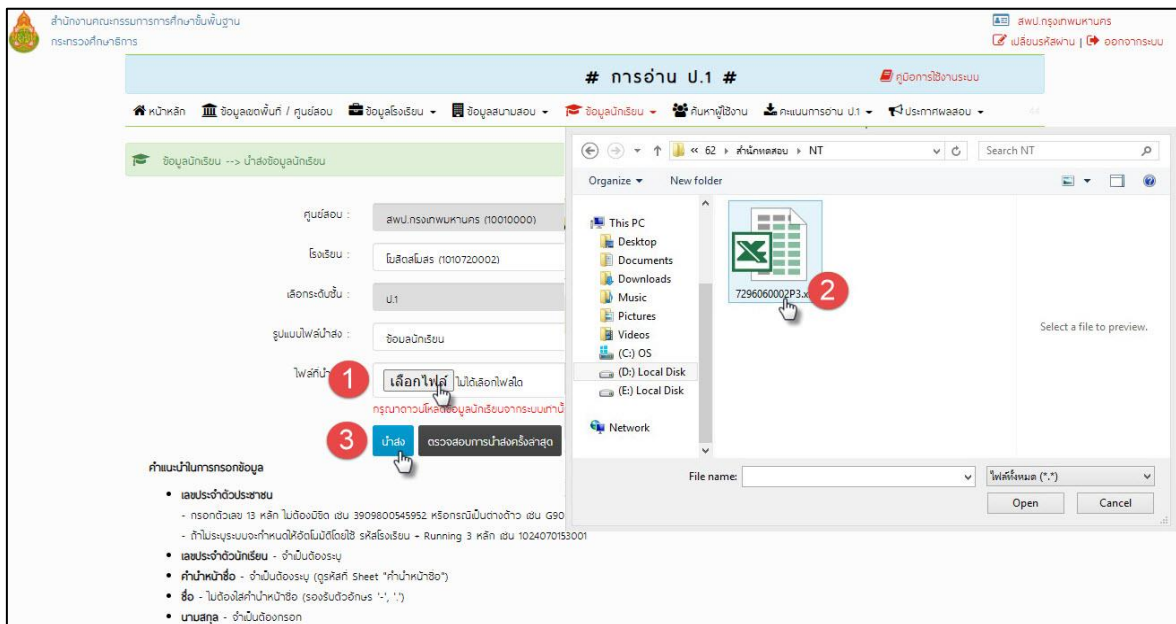 สำนักงานคณะกรรมการการศึกษาขั้นพื้นฐาน
กระทรวงศึกษาธิการ
สพป.กรุงเทพมหานคร
เปลี่ยนรหัสผ่าน | ออกจากระบบ
# การอ่าน ป.1 #
คู่มือการใช้งานระบบ
หน้าหลัก ข้อมูลเขตพื้นที่ / ศูนย์สอบ ข้อมูลโรงเรียน ข้อมูลสนามสอบ ข้อมูลนักเรียน ค้นหาผู้ใช้งาน คะแนนการอ่าน ป.1 ประกาศผลสอบ
ข้อมูลนักเรียน --> นำส่งข้อมูลนักเรียน
ศูนย์สอบ : สพป.กรุงเทพมหานคร (10010000)
โรงเรียน : โฆสิตสโมสร (1010720002)
เลือกระดับชั้น : ป.1
รูปแบบไฟล์นำส่ง : ข้อมูลนักเรียน
ไฟล์ที่นำ 1 เลือกไฟล์ ไม่ได้เลือกไฟล์ใด
กรุณาดาวน์โหลดข้อมูลนักเรียนจากระบบเท่านั้
3 นำส่ง ตรวจสอบการนำส่งครั้งล่าสุด
« 62 สำนักทดสอบ NT
Search NT
Organize New folder
This PC
Desktop
Documents
Downloads
Music
Pictures
Videos
(C:) OS
(D:) Local Disk
(E:) Local Disk
Network
7296060002P3.x
2
Select a file to preview.
File name:
ไฟล์ทั้งหมด (*.*)
Open Cancel
คำแนะนำในการกรอกข้อมูล
• เลขประจำตัวประชาชน
- กรอกตัวเลข 13 หลัก ไม่ต้องมีขีด เช่น 3909800545952 หรือกรณีเป็นต่างด้าว เช่น G90
- ถ้าไม่ระบุระบบจะกำหนดให้อัตโนมัติโดยใช้ รหัสโรงเรียน + Running 3 หลัก เช่น 1024070153001
• เลขประจำตัวนักเรียน - จำเป็นต้องระบุ
• คำนำหน้าชื่อ - จำเป็นต้องระบุ (ดูรหัสที่ Sheet "คำนำหน้าชื่อ")
• ชื่อ - ไม่ต้องใส่คำนำหน้าชื่อ (รองรับตัวอักษร '-', '.')
• นามสกุล - จำเป็นต้องกรอก